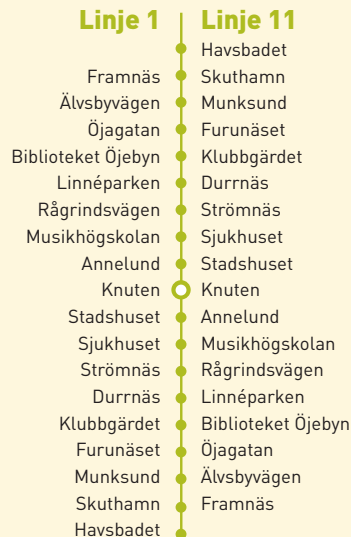 Linje 1
Framnäs
Älvsbyvägen
Öjagatan
Biblioteket Öjebyn
Linnéparken
Rågrindsvägen
Musikhögskolan
Annelund
Knuten
Stadshuset
Sjukhuset
Strömnäs
Durrnäs
Klubbgärdet
Furunäset
Munksund
Skuthamn
Havsbadet
Linje 11
Havsbadet
Skuthamn
Munksund
Furunäset
Klubbgärdet
Durrnäs
Strömnäs
Sjukhuset
Stadshuset
Knuten
Annelund
Musikhögskolan
Rågrindsvägen
Linnéparken
Biblioteket Öjebyn
Öjagatan
Älvsbyvägen
Framnäs